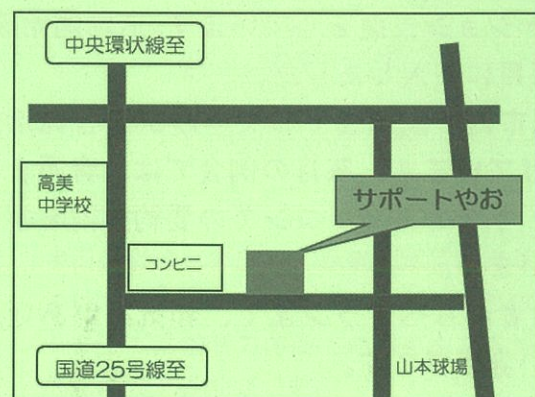 中央環状線至
高美
中学校
サポートやお
コンビニ
国道25号線至
山本球場